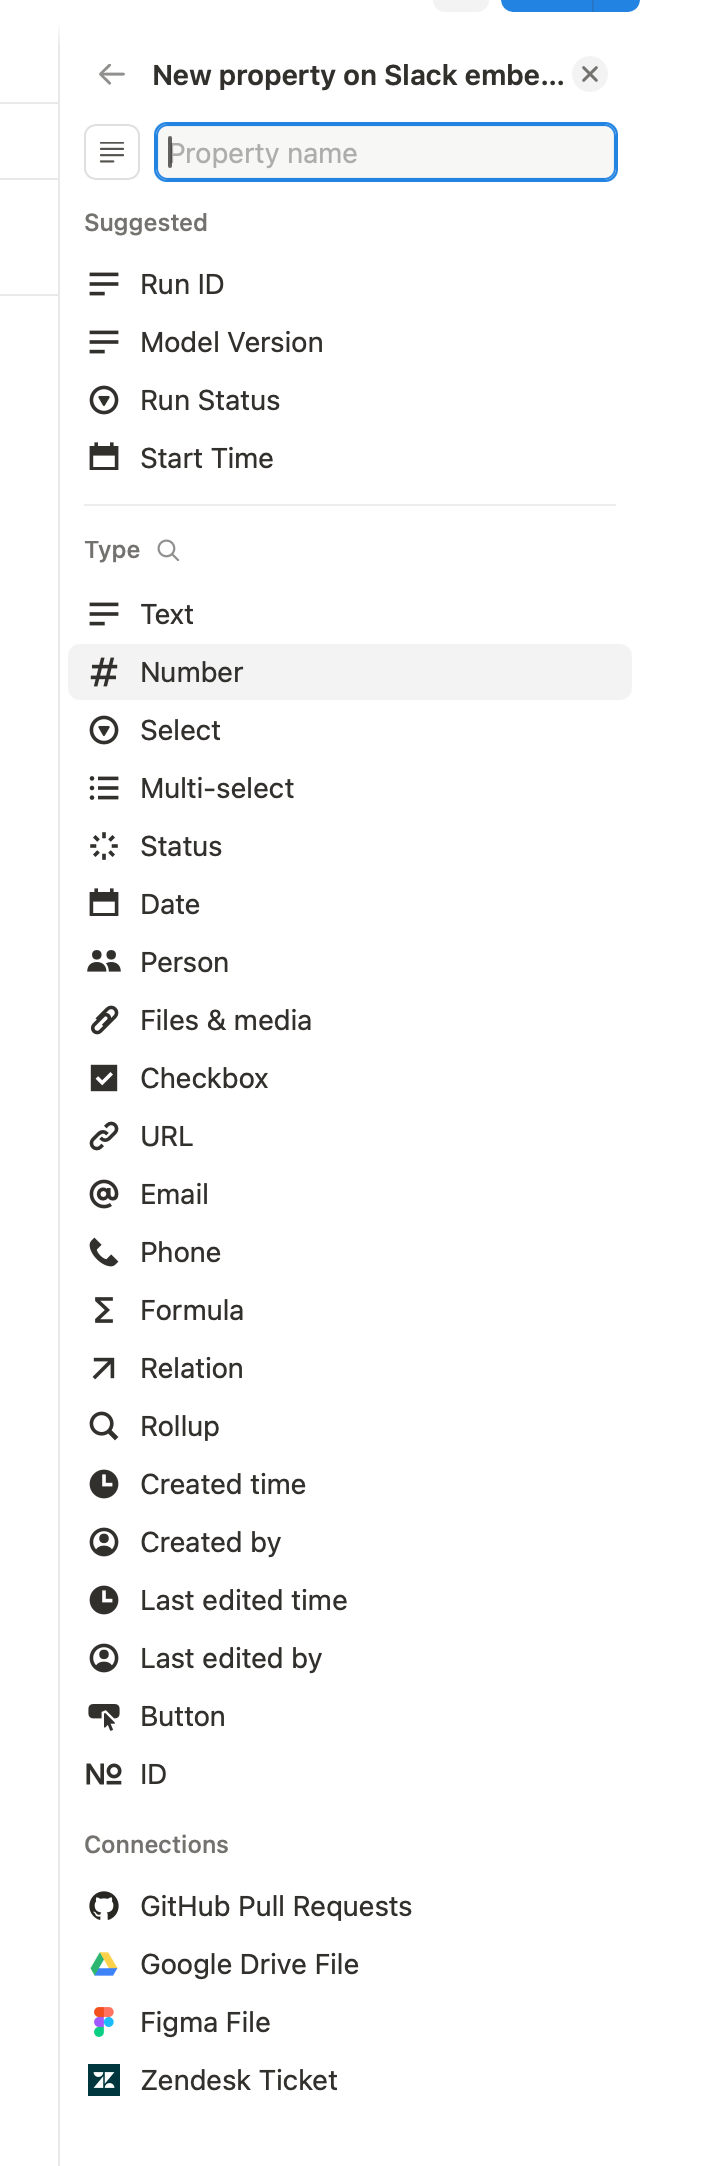 New property on Slack embe...
Property name
Suggested
Run ID
Model Version
Run Status
Start Time
Type
Text
Number
Select
Multi-select
Status
Date
Person
Files & media
Checkbox
URL
Email
Phone
Formula
Relation
Rollup
Created time
Created by
Last edited time
Last edited by
Button
№ ID
Connections
GitHub Pull Requests
Google Drive File
Figma File
Zendesk Ticket